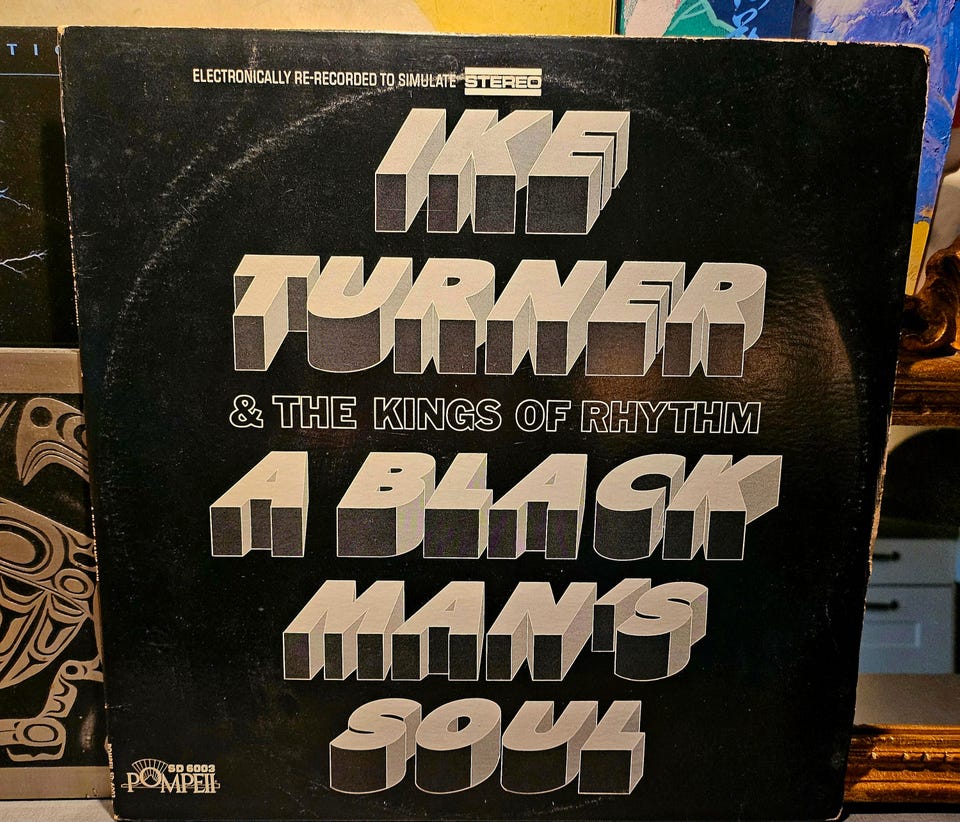 ELECTRONICALLY RE-RECORDED TO SIMULATE STEREO
IKE
TURNER
& THE KINGS OF RHYTHM
A BLACK
MAN'S
SOUL
SD 6003
POMPEII